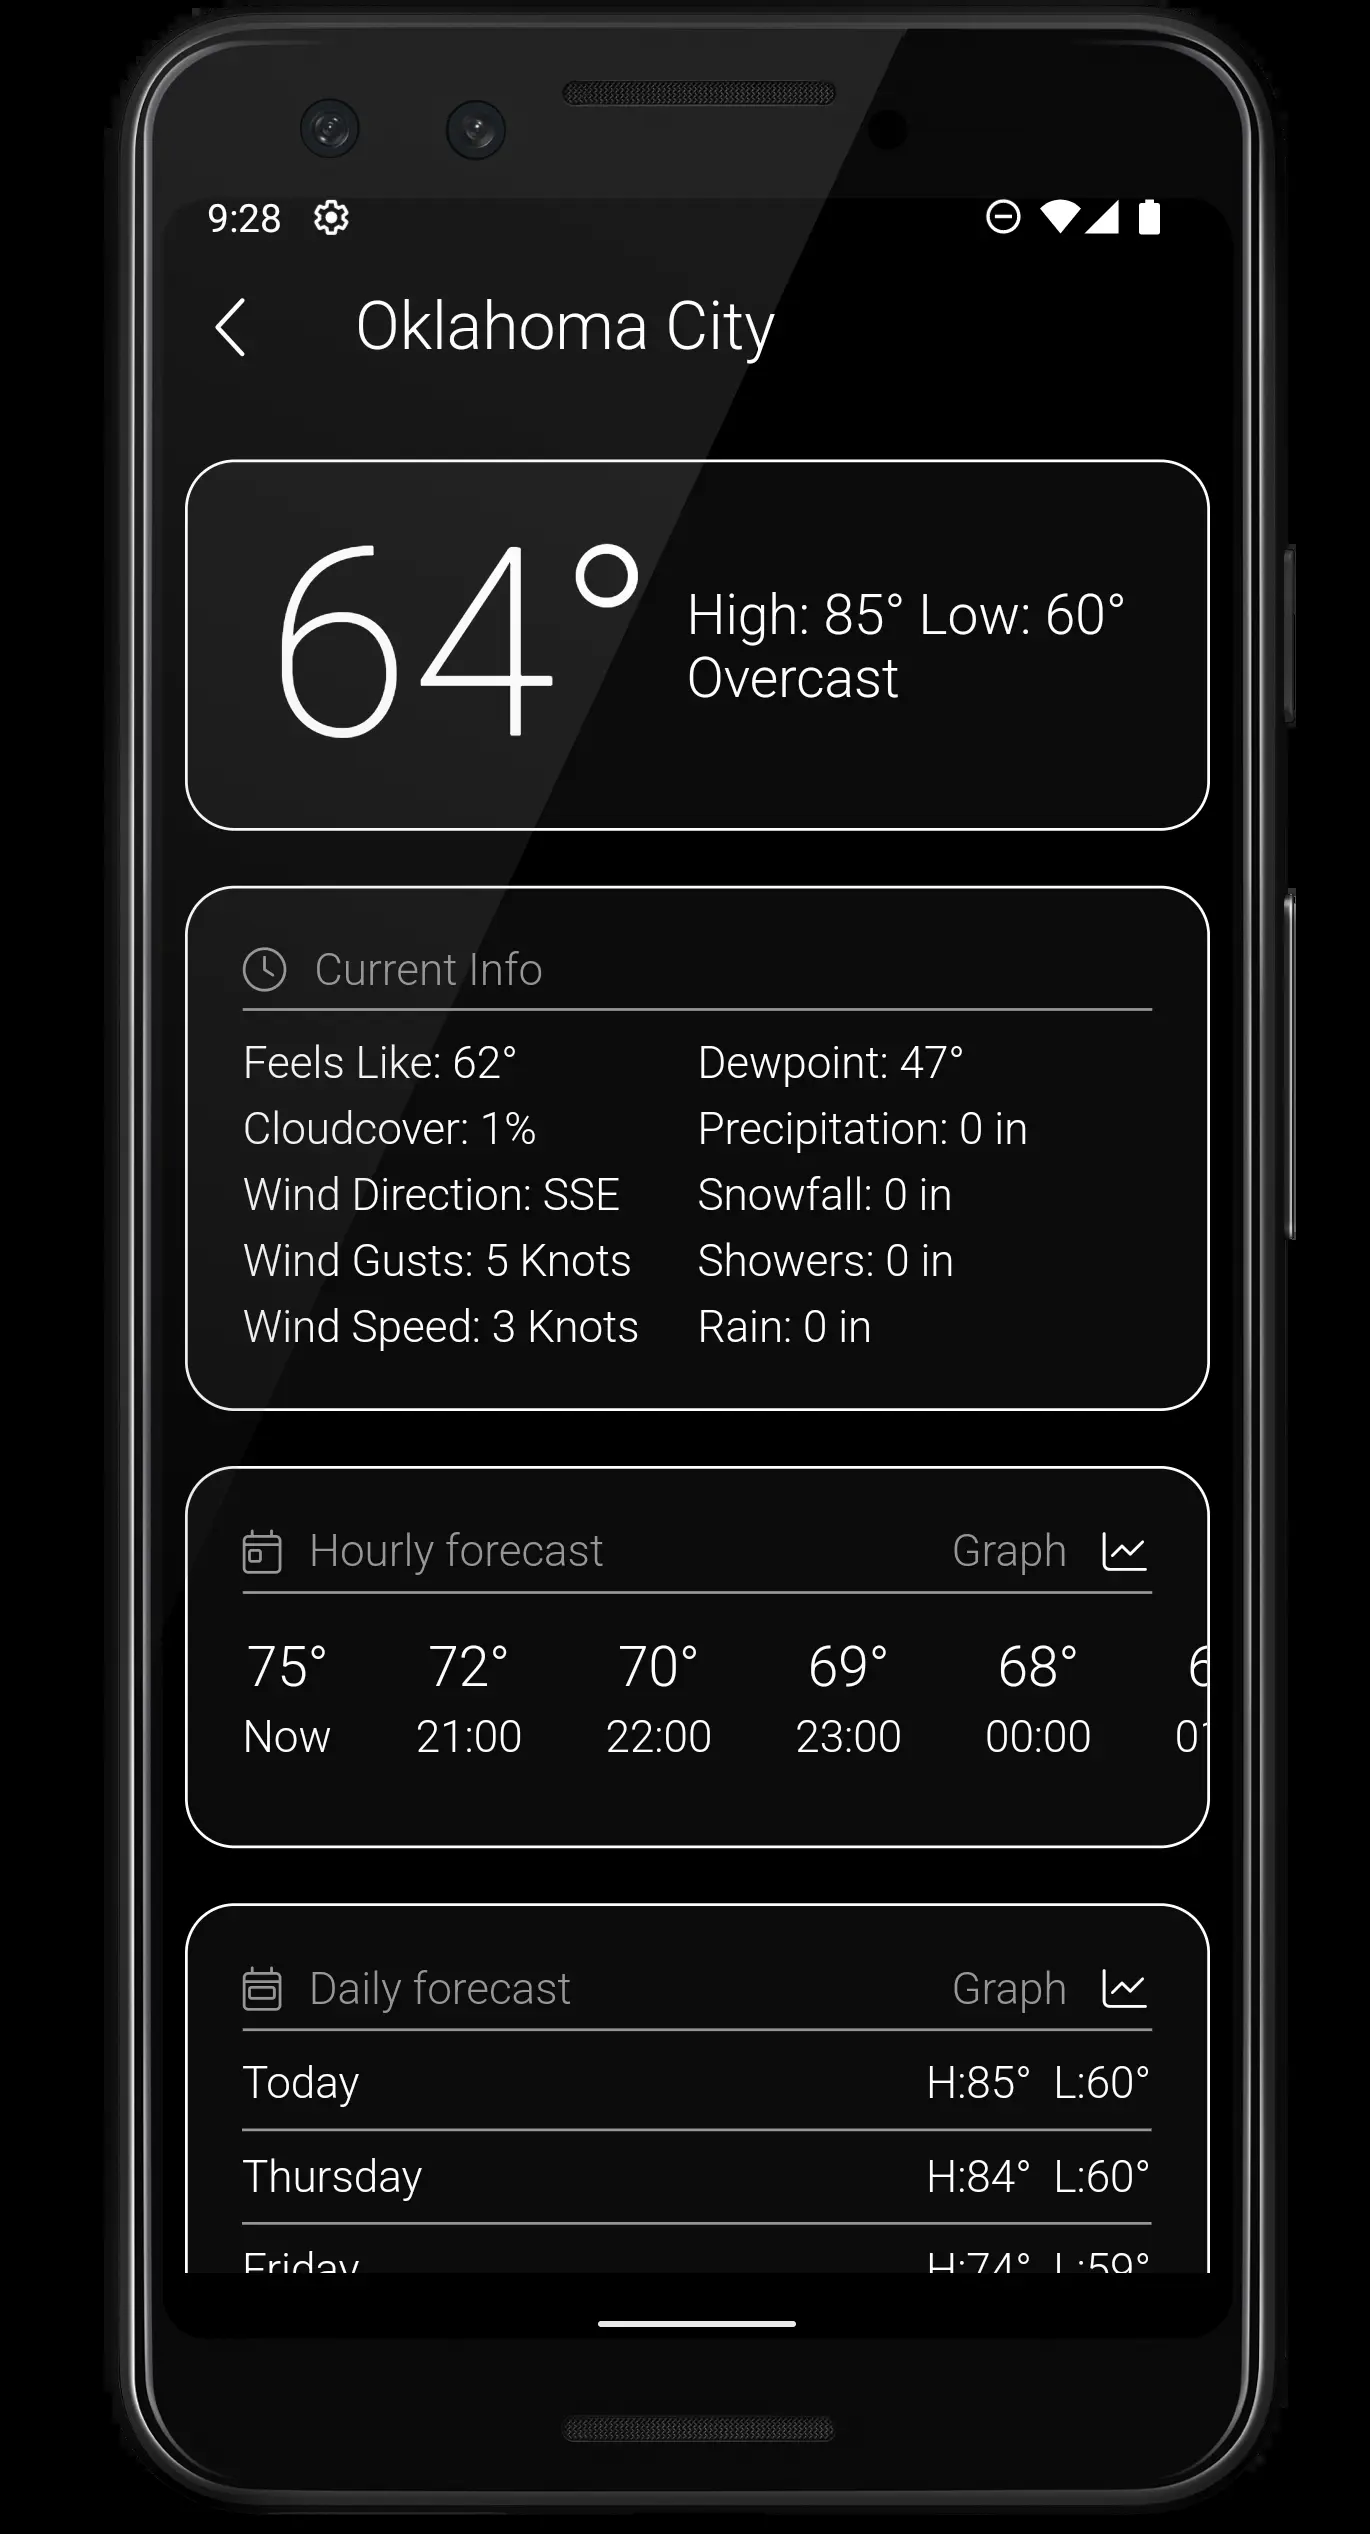 9:28
Oklahoma City
64°
High: 85° Low: 60°
Overcast
Current Info
Feels Like: 62° Dewpoint: 47°
Cloudcover: 1% Precipitation: 0 in
Wind Direction: SSE Snowfall: 0 in
Wind Gusts: 5 Knots Showers: 0 in
Wind Speed: 3 Knots Rain: 0 in
Hourly forecast Graph
75° 72° 70° 69° 68°
Now 21:00 22:00 23:00 00:00
Daily forecast Graph
Today H:85° L:60°
Thursday H:84° L:60°
Friday H:74° L:59°